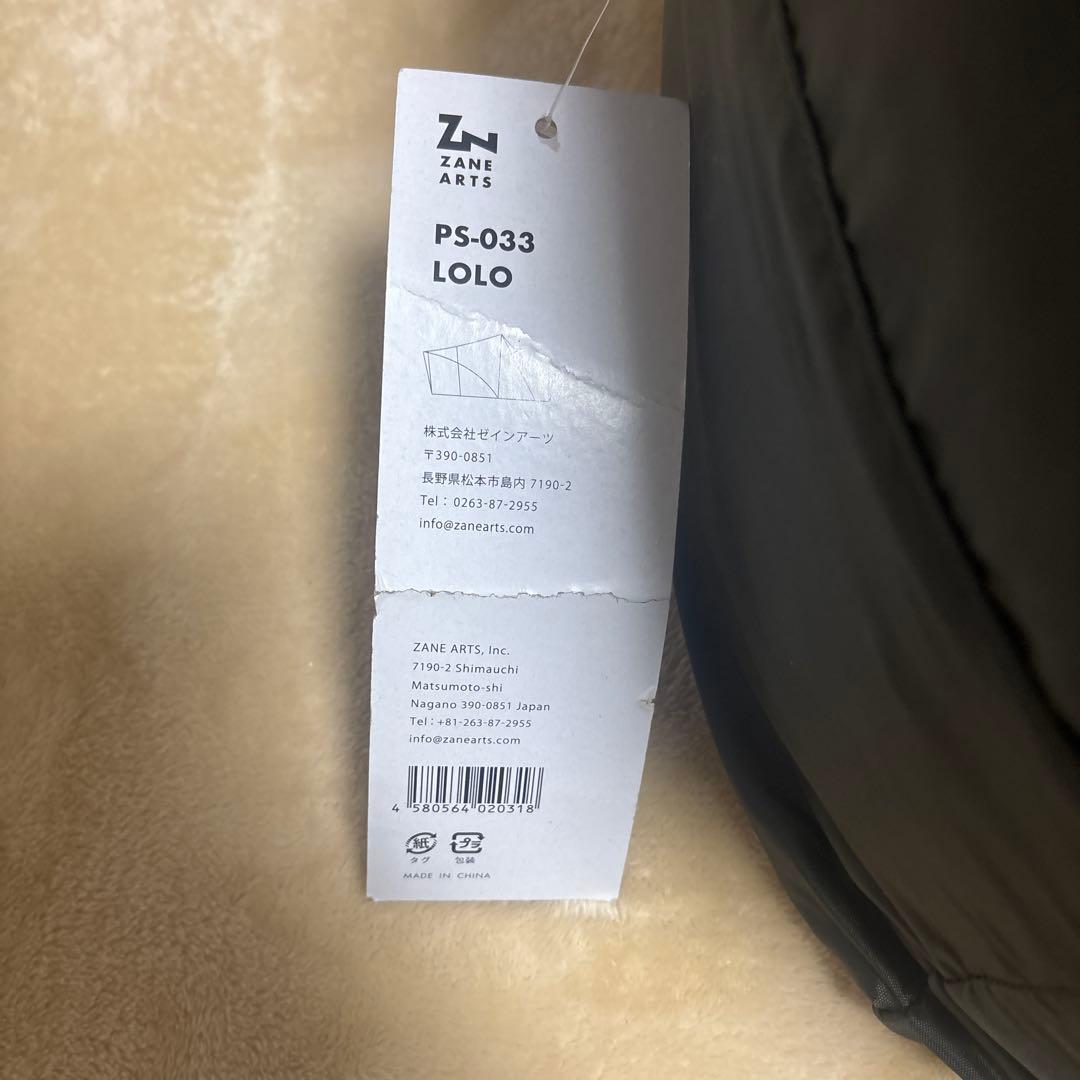 ZN
ZANE
ARTS
PS-033
LOLO
株式会社ゼインアーツ
〒390-0851
長野県松本市島内 7190-2
Tel : 0263-87-2955
info@zanearts.com
ZANE ARTS, Inc.
7190-2 Shimauchi
Matsumoto-shi
Nagano 390-0851 Japan
Tel : +81-263-87-2955
info@zanearts.com
4 580564 020318
紙 プラ
タグ 包装
MADE IN CHINA